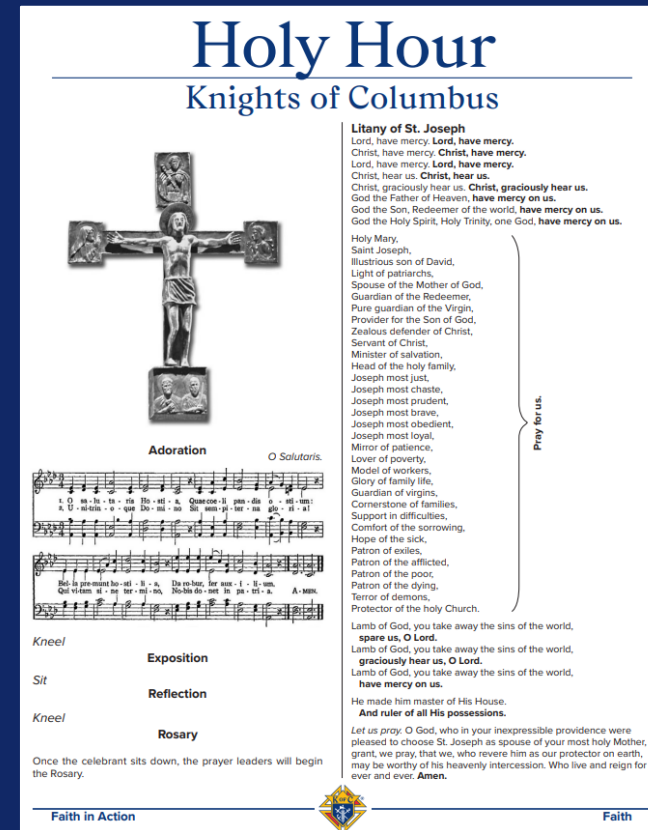 Holy Hour
Knights of Columbus
Adoration
O Salutaris.
1. O sa - lu - ta - ris Ho - sti - a, Quae coe - li pan - dis o - sti - um:
2. U - ni - trin - o - que Do - mi - no Sit sem - pi - ter - na glo - ri - a!
Bel - la pre - munt ho - sti - li - a, Da ro - bur, fer aux - i - li - um.
Qui vi - tam si - ne ter - mi - no, No - bis do - net in pa - tri - a. A - MEN.
Kneel
Exposition
Sit
Reflection
Kneel
Rosary
Once the celebrant sits down, the prayer leaders will begin
the Rosary.
Litany of St. Joseph
Lord, have mercy. Lord, have mercy.
Christ, have mercy. Christ, have mercy.
Lord, have mercy. Lord, have mercy.
Christ, hear us. Christ, hear us.
Christ, graciously hear us. Christ, graciously hear us.
God the Father of Heaven, have mercy on us.
God the Son, Redeemer of the world, have mercy on us.
God the Holy Spirit, Holy Trinity, one God, have mercy on us.
Holy Mary,
Saint Joseph,
Illustrious son of David,
Light of patriarchs,
Spouse of the Mother of God,
Guardian of the Redeemer,
Pure guardian of the Virgin,
Provider for the Son of God,
Zealous defender of Christ,
Servant of Christ,
Minister of salvation,
Head of the holy family,
Joseph most just,
Joseph most chaste,
Joseph most prudent,
Joseph most brave,
Joseph most obedient,
Joseph most loyal,
Mirror of patience,
Lover of poverty,
Model of workers,
Glory of family life,
Guardian of virgins,
Cornerstone of families,
Support in difficulties,
Comfort of the sorrowing,
Hope of the sick,
Patron of exiles,
Patron of the afflicted,
Patron of the poor,
Patron of the dying,
Terror of demons,
Protector of the holy Church.
Pray for us.
Lamb of God, you take away the sins of the world,
spare us, O Lord.
Lamb of God, you take away the sins of the world,
graciously hear us, O Lord.
Lamb of God, you take away the sins of the world,
have mercy on us.
He made him master of His House.
And ruler of all His possessions.
Let us pray. O God, who in your inexpressible providence were
pleased to choose St. Joseph as spouse of your most holy Mother,
grant, we pray, that we, who revere him as our protector on earth,
may be worthy of his heavenly intercession. Who live and reign for
ever and ever. Amen.
Faith in Action
K OF C
Faith